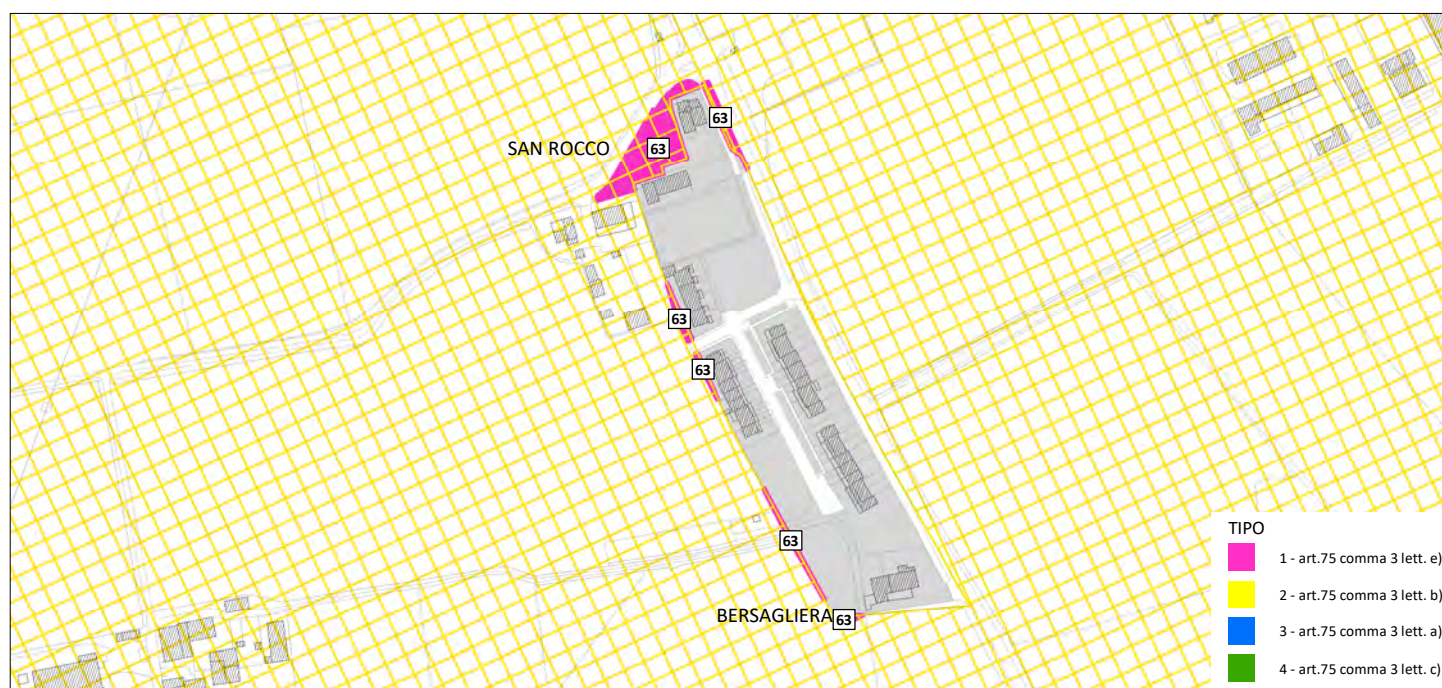 63
SAN ROCCO
63
63
63
63
BERSAGLIERA
63
TIPO
1 - art.75 comma 3 lett. e)
2 - art.75 comma 3 lett. b)
3 - art.75 comma 3 lett. a)
4 - art.75 comma 3 lett. c)